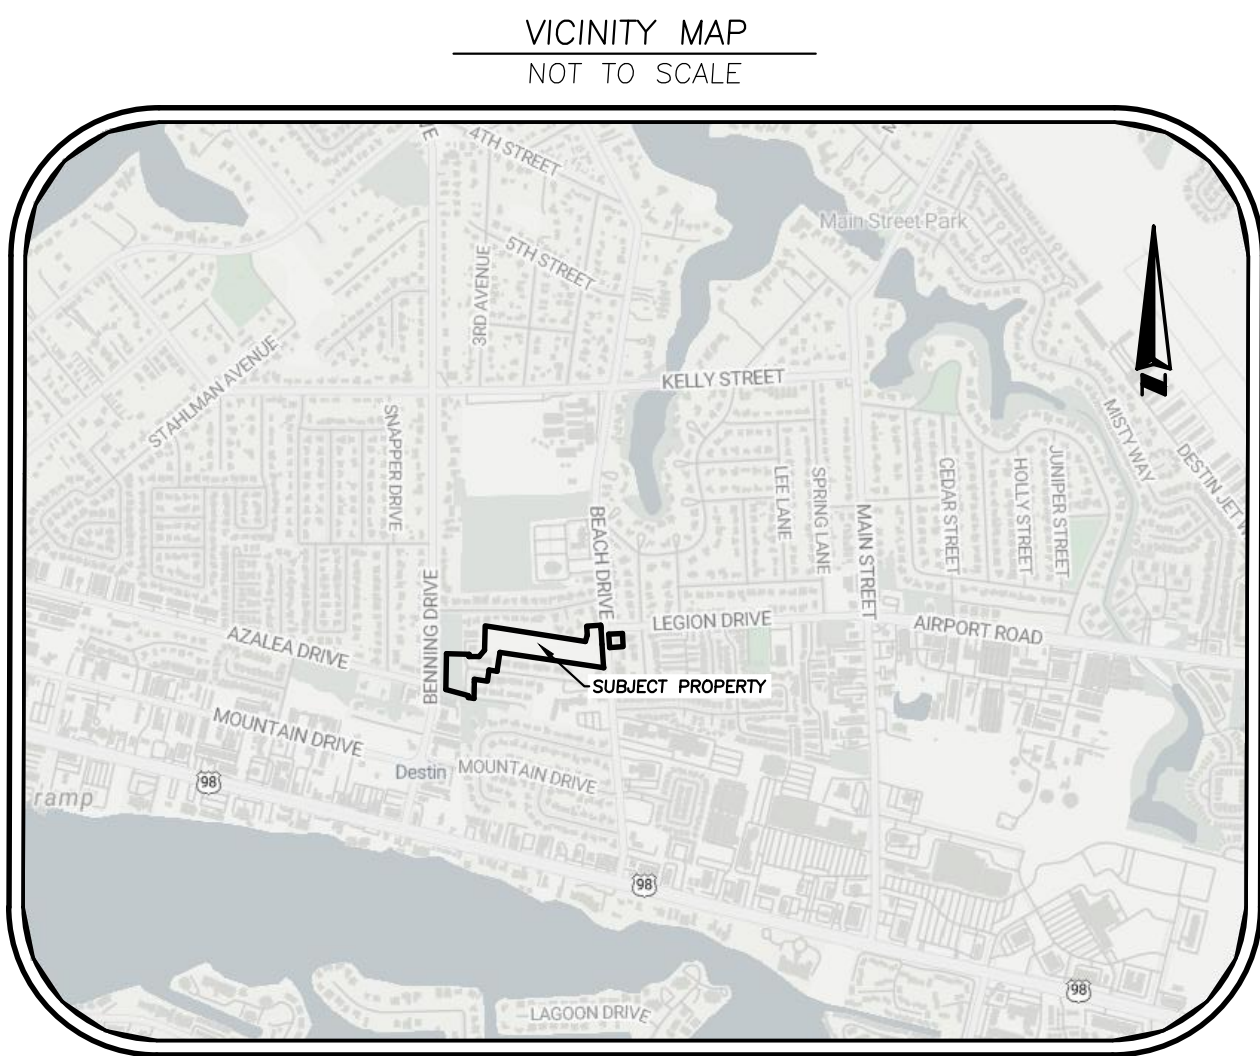 VICINITY MAP
NOT TO SCALE
4TH STREET
Main Street Park
5TH STREET
3RD AVENUE
STAHLMAN AVENUE
KELLY STREET
N
SNAPPER DRIVE
MISTY WAY
DESTIN JET
LEE LANE
SPRING LANE
CEDAR STREET
HOLLY STREET
JUNIPER STREET
BEACH DRIVE
MAIN STREET
BENNING DRIVE
LEGION DRIVE
AIRPORT ROAD
AZALEA DRIVE
SUBJECT PROPERTY
MOUNTAIN DRIVE
Destin
MOUNTAIN DRIVE
98
ramp
98
98
LAGOON DRIVE